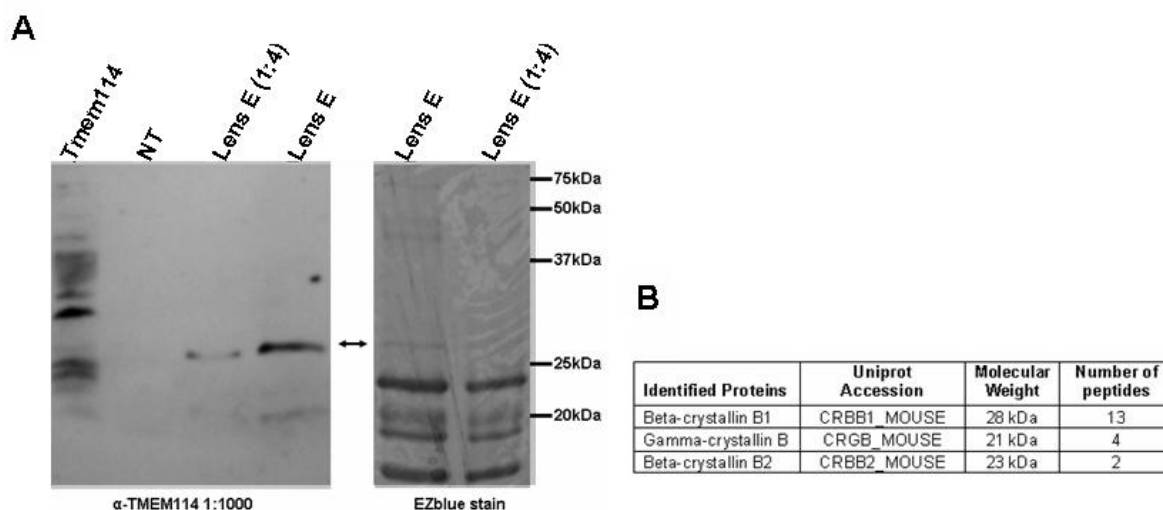 A
Tmem114
NT
Lens E (1:4)
Lens E
Lens E
Lens E (1:4)
75kDa
50kDa
37kDa
25kDa
20kDa
α-TMEM114 1:1000
EZblue stain
B
Identified Proteins Uniprot Accession Molecular Weight Number of peptides
Beta-crystallin B1 CRBB1_MOUSE 28 kDa 13
Gamma-crystallin B CRGB_MOUSE 21 kDa 4
Beta-crystallin B2 CRBB2_MOUSE 23 kDa 2